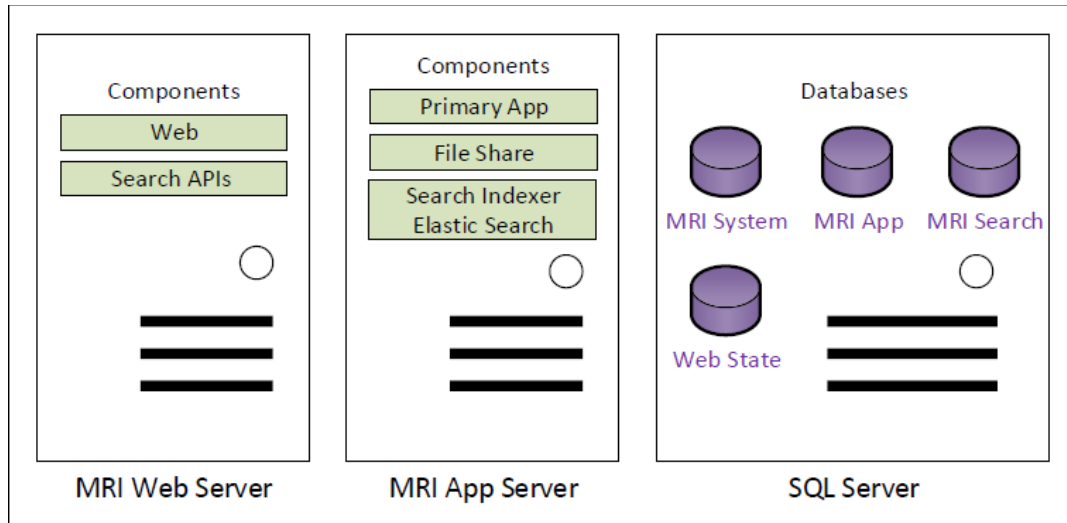 Components
Web
Search APIs
MRI Web Server
Components
Primary App
File Share
Search Indexer
Elastic Search
MRI App Server
Databases
MRI System
MRI App
MRI Search
Web State
SQL Server